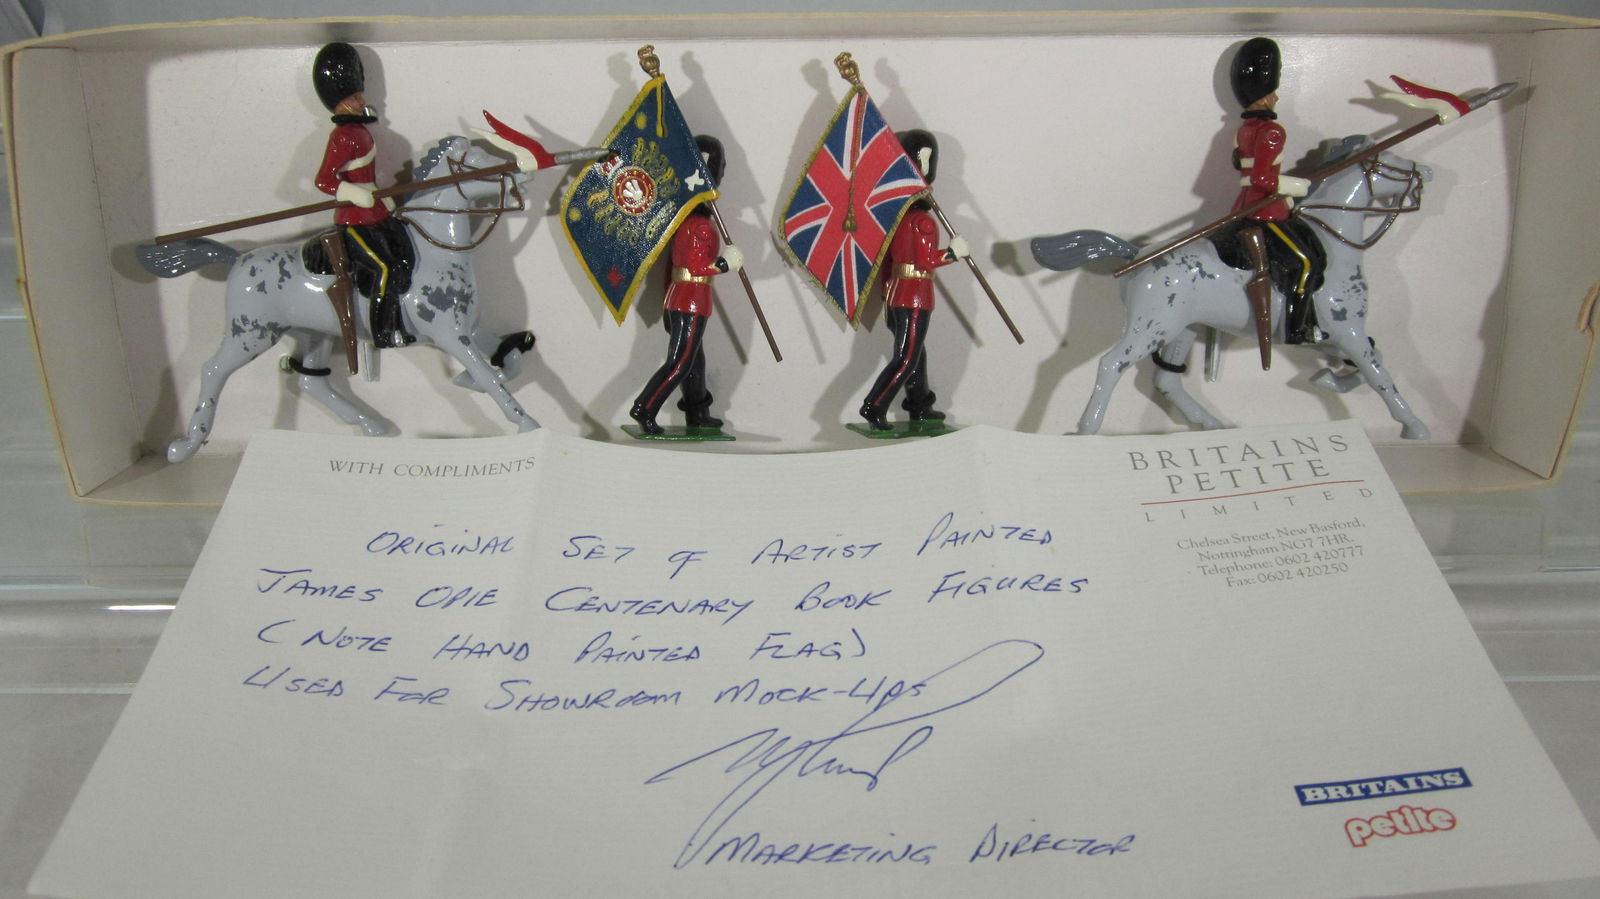 WITH COMPLIMENTS
BRITAINS
PETITE
LIMITED
Chelsea Street, New Basford,
Nottingham NG7 7HR.
Telephone: 0602 420777
Fax: 0602 420250
ORIGINAL SET OF ARTIST PAINTED
JAMES OPIE CENTENARY BOOK FIGURES
(NOTE HAND PAINTED FLAG)
USED FOR SHOWROOM MOCK-UPS
MARKETING DIRECTOR
BRITAINS
petite